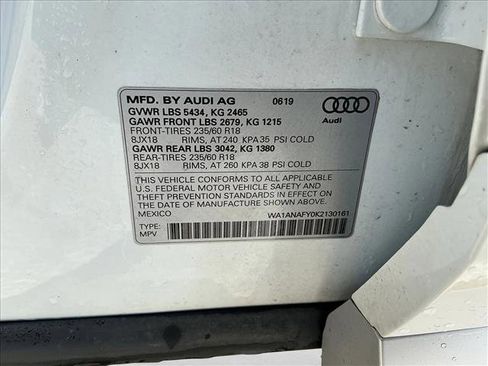 MFD. BY AUDI AG 0619
GVWR LBS 5434, KG 2465
GAWR FRONT LBS 2679, KG 1215
FRONT-TIRES 235/60 R18
8JX18 RIMS, AT 240 KPA 35 PSI COLD
GAWR REAR LBS 3042, KG 1380
REAR-TIRES 235/60 R18
8JX18 RIMS, AT 260 KPA 38 PSI COLD
Audi
THIS VEHICLE CONFORMS TO ALL APPLICABLE
U.S. FEDERAL MOTOR VEHICLE SAFETY AND
THEFT PREVENTION STANDARDS IN EFFECT ON
THE DATE OF MANUFACTURE SHOWN ABOVE.
MEXICO WA1ANAFY0K2130161
TYPE:
MPV